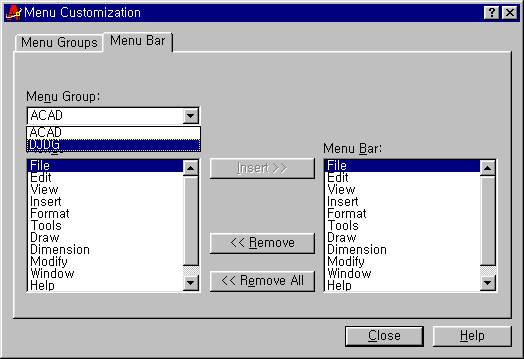 Menu Customization
Menu Groups
Menu Bar
Menu Group:
ACAD
ACAD
DJDG
Menu Bar:
File
Edit
View
Insert
Format
Tools
Draw
Dimension
Modify
Window
Help
Insert >>
<< Remove
<< Remove All
File
Edit
View
Insert
Format
Tools
Draw
Dimension
Modify
Window
Help
Close
Help